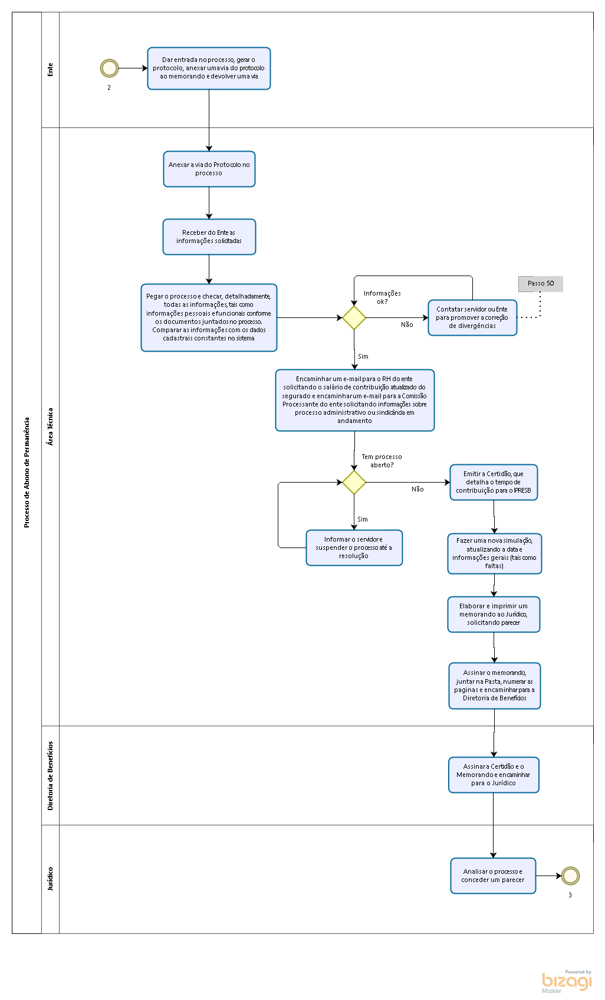 Processo de Abono de Permanência
Ente
2
Dar entrada no processo, gerar o
protocolo, anexar uma via do protocolo
ao memorando e devolver uma via
Área Técnica
Anexar a via do Protocolo no
processo
Receber do Ente as
informações solicitadas
Pegar o processo e checar, detalhadamente,
todas as informações, tais como
informações pessoais e funcionais conforme
os documentos juntados no processo.
Comparar as informações com os dados
cadastrais constantes no sistema
Informações
ok?
Não
Contatar servidor ou Ente
para promover a correção
de divergências
Passo 50
Sim
Encaminhar um e-mail para o RH do ente
solicitando o salário de contribuição atualizado do
segurado e encaminhar um e-mail para a Comissão
Processante do ente solicitando informações sobre
processo administrativo ou sindicância em
andamento
Tem processo
aberto?
Não
Sim
Informar o servidor e
suspender o processo até a
resolução
Emitir a Certidão, que
detalha o tempo de
contribuição para o IPRESB
Fazer uma nova simulação,
atualizando a data e
informações gerais (tais como
faltas)
Elaborar e imprimir um
memorando ao Jurídico,
solicitando parecer
Assinar o memorando,
juntar na Pasta, numerar as
paginas e encaminhar para a
Diretoria de Benefícios
Diretoria de Benefícios
Assinar a Certidão e o
Memorando e encaminhar
para o Jurídico
Jurídico
Analisar o processo e
conceder um parecer
3
Powered by
bizagi
Modeler